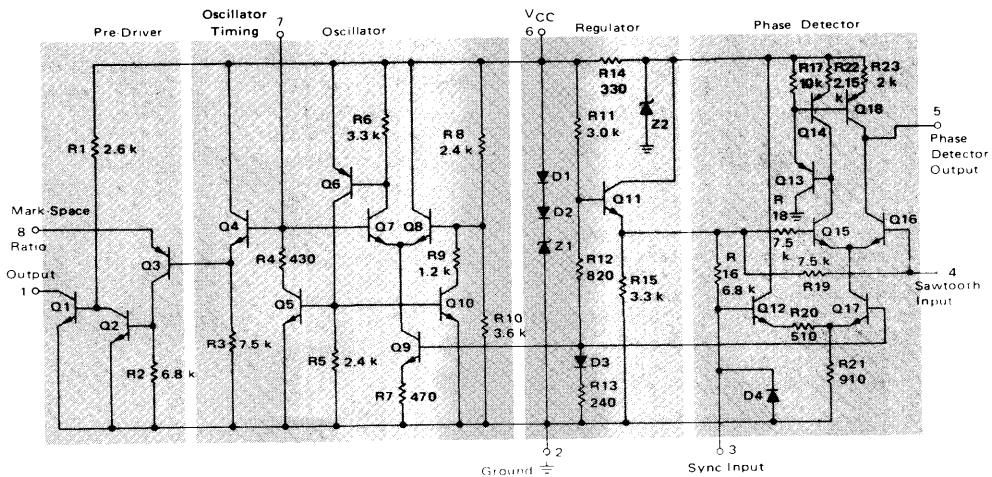 Pre-Driver
Oscillator
Timing
7
Oscillator
VCC
6
Regulator
Phase Detector
R1
2.6 k
Mark-Space
8
Ratio
Output
1
Q1
Q2
Q3
R2
6.8 k
Q4
R3
7.5 k
R4
430
Q5
R5
2.4 k
Q6
R6
3.3 k
Q7
Q8
R8
2.4 k
R9
1.2 k
Q10
R10
3.6 k
Q9
R7
470
D1
D2
Z1
R14
330
R11
3.0 k
Z2
Q11
R12
820
R15
3.3 k
D3
R13
240
2
Ground
R17
10k
R22
2.15
k
R23
2 k
Q14
Q18
5
Phase
Detector
Output
Q13
R
18
7.5
k
Q15
Q16
R
16
6.8 k
7.5 k
R19
4
Sawtooth
Input
Q12
R20
510
Q17
R21
910
D4
3
Sync Input